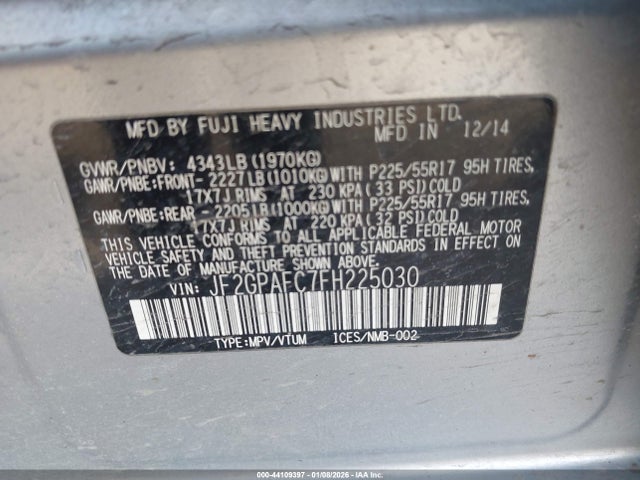 MFD BY FUJI HEAVY INDUSTRIES LTD.
MFD IN 12/14
GVWR/PNBV: 4343LB(1970KG)
GAWR/PNBE:FRONT-2227LB(1010KG)WITH P225/55R17 95H TIRES,
17X7J RIMS AT 230 KPA(33 PSI)COLD
GAWR/PNBE:REAR -2205LB(1000KG)WITH P225/55R17 95H TIRES,
17X7J RIMS AT 220 KPA(32 PSI)COLD
THIS VEHICLE CONFORMS TO ALL APPLICABLE FEDERAL MOTOR
VEHICLE SAFETY AND THEFT PREVENTION STANDARDS IN EFFECT ON
THE DATE OF MANUFACTURE SHOWN ABOVE.
VIN: JF2GPAFC7FH225030
TYPE:MPV/VTUM ICES/NMB-002
000-44109397 - 01/08/2026 - IAA Inc.